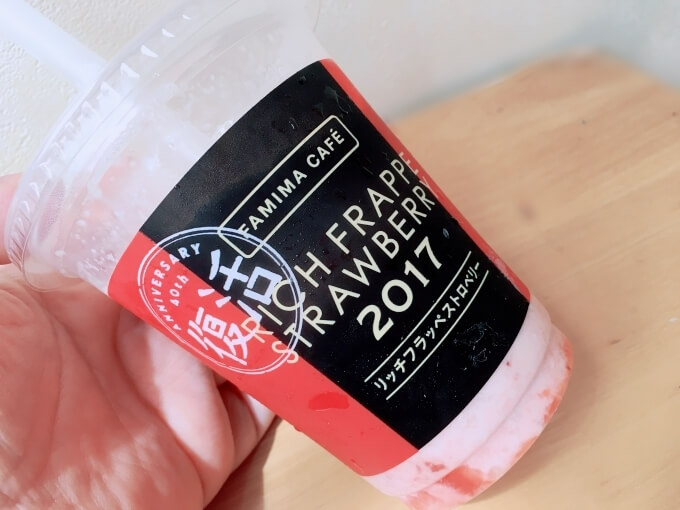 FAMIMA CAFÉ
RICH FRAPPE
STRAWBERRY
2017
リッチフラッペストロベリー
ANNIVERSARY
40th
復活